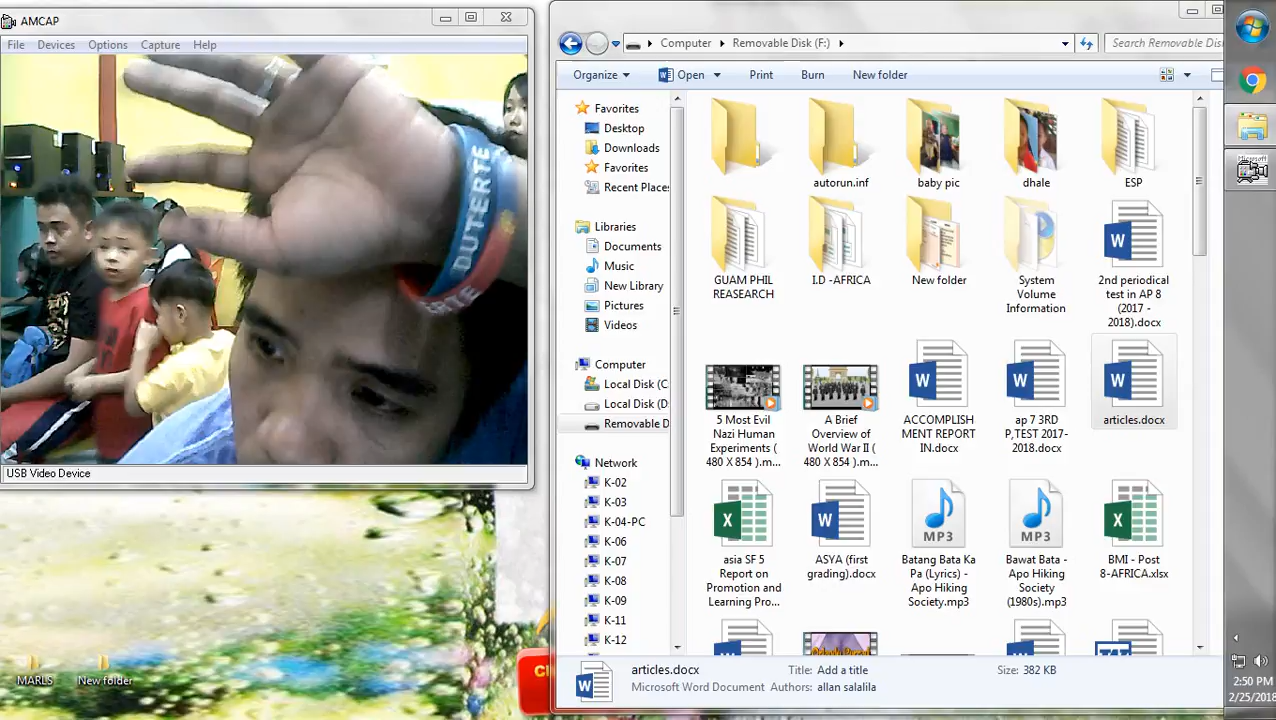 AMCAP
File Devices Options Capture Help
DUTERTE
USB Video Device
MARLS
New folder
Computer
Removable Disk (F:)
Search Removable Disk
Organize
Open
Print
Burn
New folder
Favorites
Desktop
Downloads
Favorites
Recent Places
Libraries
Documents
Music
New Library
Pictures
Videos
Computer
Local Disk (C
Local Disk (D
Removable D
Network
K-02
K-03
K-04-PC
K-06
K-07
K-08
K-09
K-11
K-12
autorun.inf
baby pic
dhale
ESP
GUAM PHIL
REASEARCH
I.D -AFRICA
New folder
System
Volume
Information
2nd periodical
test in AP 8
(2017 -
2018).docx
5 Most Evil
Nazi Human
Experiments (
480 X 854 ).m...
A Brief
Overview of
World War II (
480 X 854 ).m...
ACCOMPLISH
MENT REPORT
IN.docx
ap 7 3RD
P,TEST 2017-
2018.docx
articles.docx
asia SF 5
Report on
Promotion and
Learning Pro...
ASYA (first
grading).docx
MP3
Batang Bata Ka
Pa (Lyrics) -
Apo Hiking
Society.mp3
MP3
Bawat Bata -
Apo Hiking
Society
(1980s).mp3
BMI - Post
8-AFRICA.xlsx
articles.docx
Title: Add a title
Size: 382 KB
Microsoft Word Document
Authors: allan salalila
2:50 PM
2/25/2018